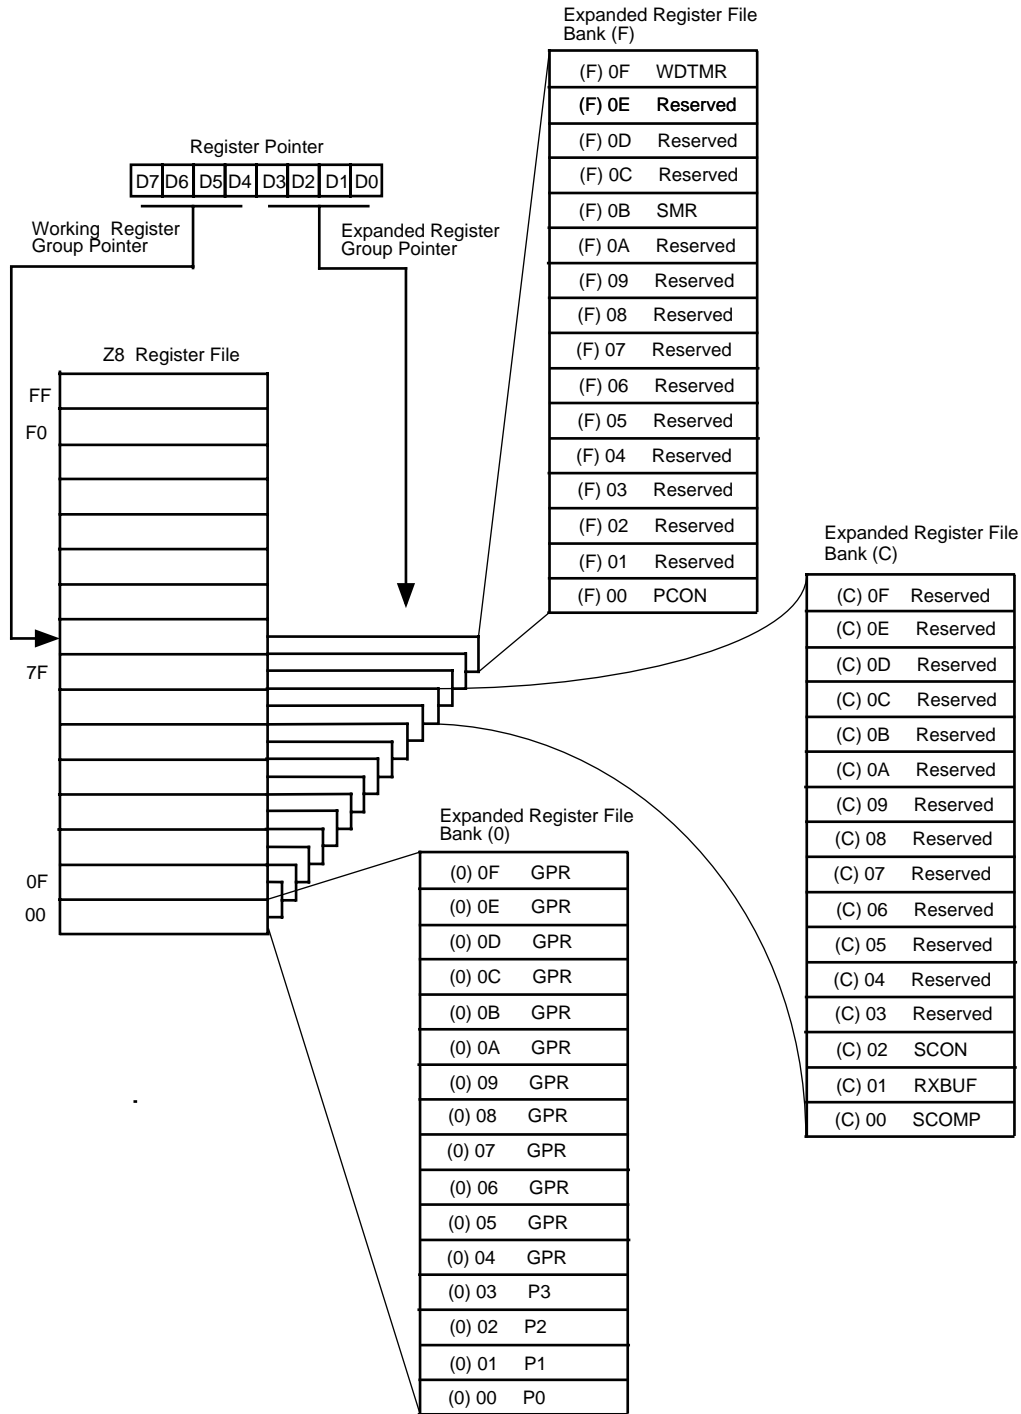 Expanded Register File
Bank (F)
(F) 0F WDTMR
(F) 0E Reserved
(F) 0D Reserved
(F) 0C Reserved
(F) 0B SMR
(F) 0A Reserved
(F) 09 Reserved
(F) 08 Reserved
(F) 07 Reserved
(F) 06 Reserved
(F) 05 Reserved
(F) 04 Reserved
(F) 03 Reserved
(F) 02 Reserved
(F) 01 Reserved
(F) 00 PCON
Register Pointer
D7 D6 D5 D4 D3 D2 D1 D0
Working Register
Group Pointer
Expanded Register
Group Pointer
Z8 Register File
FF
F0
7F
0F
00
Expanded Register File
Bank (C)
(C) 0F Reserved
(C) 0E Reserved
(C) 0D Reserved
(C) 0C Reserved
(C) 0B Reserved
(C) 0A Reserved
(C) 09 Reserved
(C) 08 Reserved
(C) 07 Reserved
(C) 06 Reserved
(C) 05 Reserved
(C) 04 Reserved
(C) 03 Reserved
(C) 02 SCON
(C) 01 RXBUF
(C) 00 SCOMP
Expanded Register File
Bank (0)
(0) 0F GPR
(0) 0E GPR
(0) 0D GPR
(0) 0C GPR
(0) 0B GPR
(0) 0A GPR
(0) 09 GPR
(0) 08 GPR
(0) 07 GPR
(0) 06 GPR
(0) 05 GPR
(0) 04 GPR
(0) 03 P3
(0) 02 P2
(0) 01 P1
(0) 00 P0